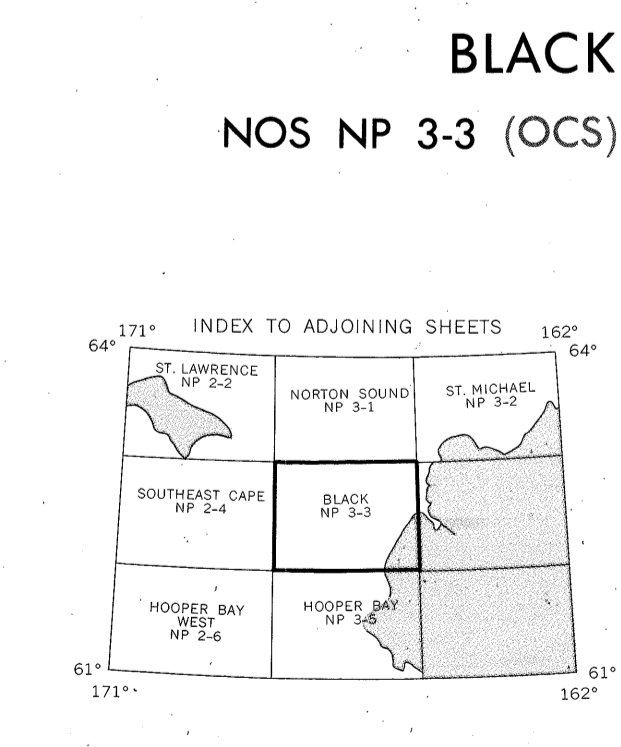 BLACK
NOS NP 3-3 (OCS)
INDEX TO ADJOINING SHEETS
171°
162°
64°
64°
ST. LAWRENCE
NP 2-2
NORTON SOUND
NP 3-1
ST. MICHAEL
NP 3-2
SOUTHEAST CAPE
NP 2-4
BLACK
NP 3-3
HOOPER BAY
WEST
NP 2-6
HOOPER BAY
NP 3-5
61°
61°
171°
162°